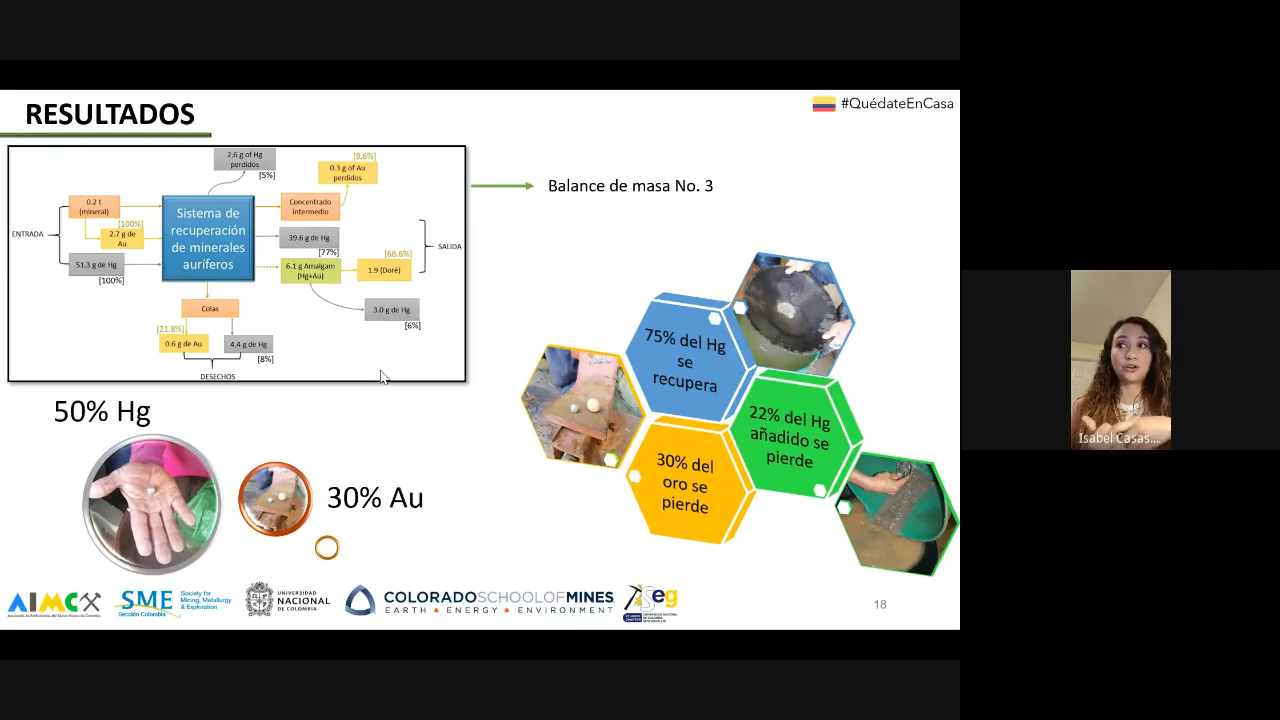 RESULTADOS
#QuédateEnCasa
2.6 g of Hg
perdidos
[5%]
[9.6%]
0.3 g of Au
perdidos
0.2 t
(mineral)
[100%]
2.7 g de
Au
ENTRADA
51.3 g de Hg
[100%]
Sistema de
recuperación
de minerales
auríferos
Concentrado
Intermedio
39.6 g de Hg
[77%]
[68.6%]
6.1 g Amalgam
(Hg+Au)
1.9 (Doré)
SALIDA
3.0 g de Hg
[6%]
Colas
[21.8%]
0.6 g de Au
4.4 g de Hg
[8%]
DESECHOS
Balance de masa No. 3
75% del Hg
se
recupera
22% del Hg
añadido se
pierde
30% del
oro se
pierde
50% Hg
30% Au
Isabel Casas...
AIMC
SME
Sección Colombia
Society for
Mining, Metallurgy
& Exploration
UNIVERSIDAD
NACIONAL
DE COLOMBIA
COLORADOSCHOOLOFMINES
EARTH • ENERGY • ENVIRONMENT
seg
18